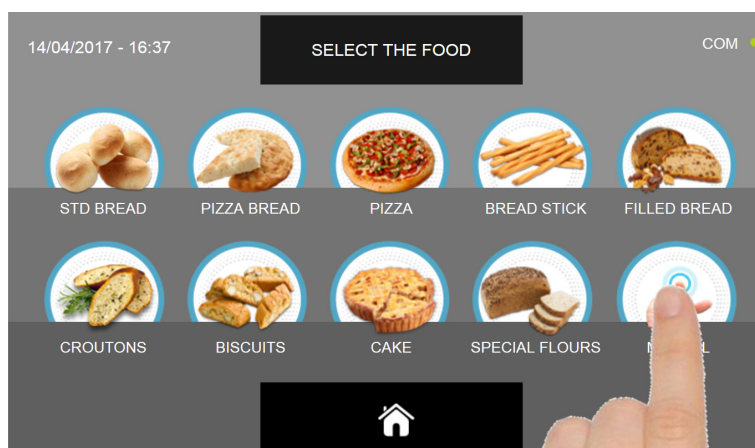 14/04/2017 - 16:37
SELECT THE FOOD
COM
STD BREAD
PIZZA BREAD
PIZZA
BREAD STICK
FILLED BREAD
CROUTONS
BISCUITS
CAKE
SPECIAL FLOURS